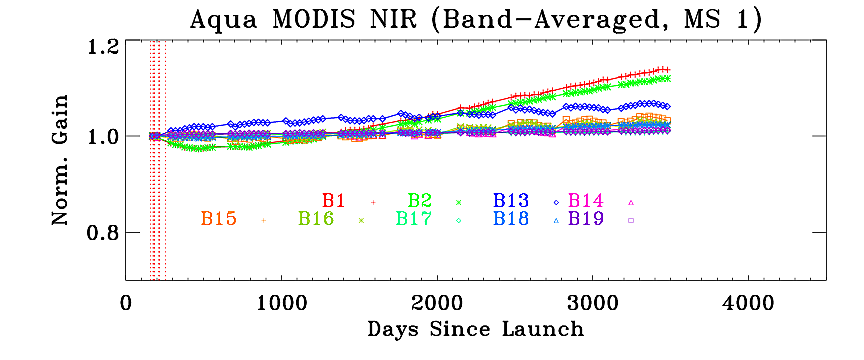 Aqua MODIS NIR (Band-Averaged, MS 1)
1.2
1.0
0.8
Norm. Gain
B1 B2 B13 B14
B15 B16 B17 B18 B19
0 1000 2000 3000 4000
Days Since Launch